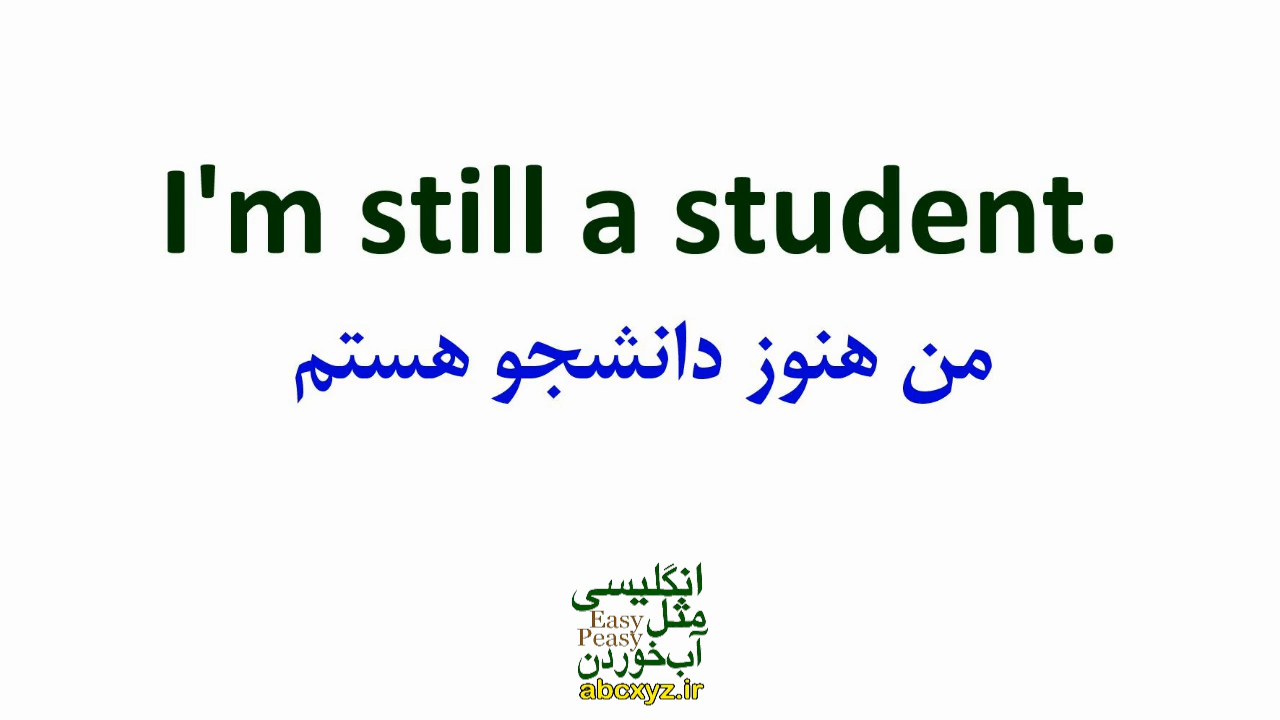 I'm still a student.
من هنوز دانشجو هستم
انگلیسی
مثل
Easy
Peasy
آب‌خوردن
abcxyz.ir